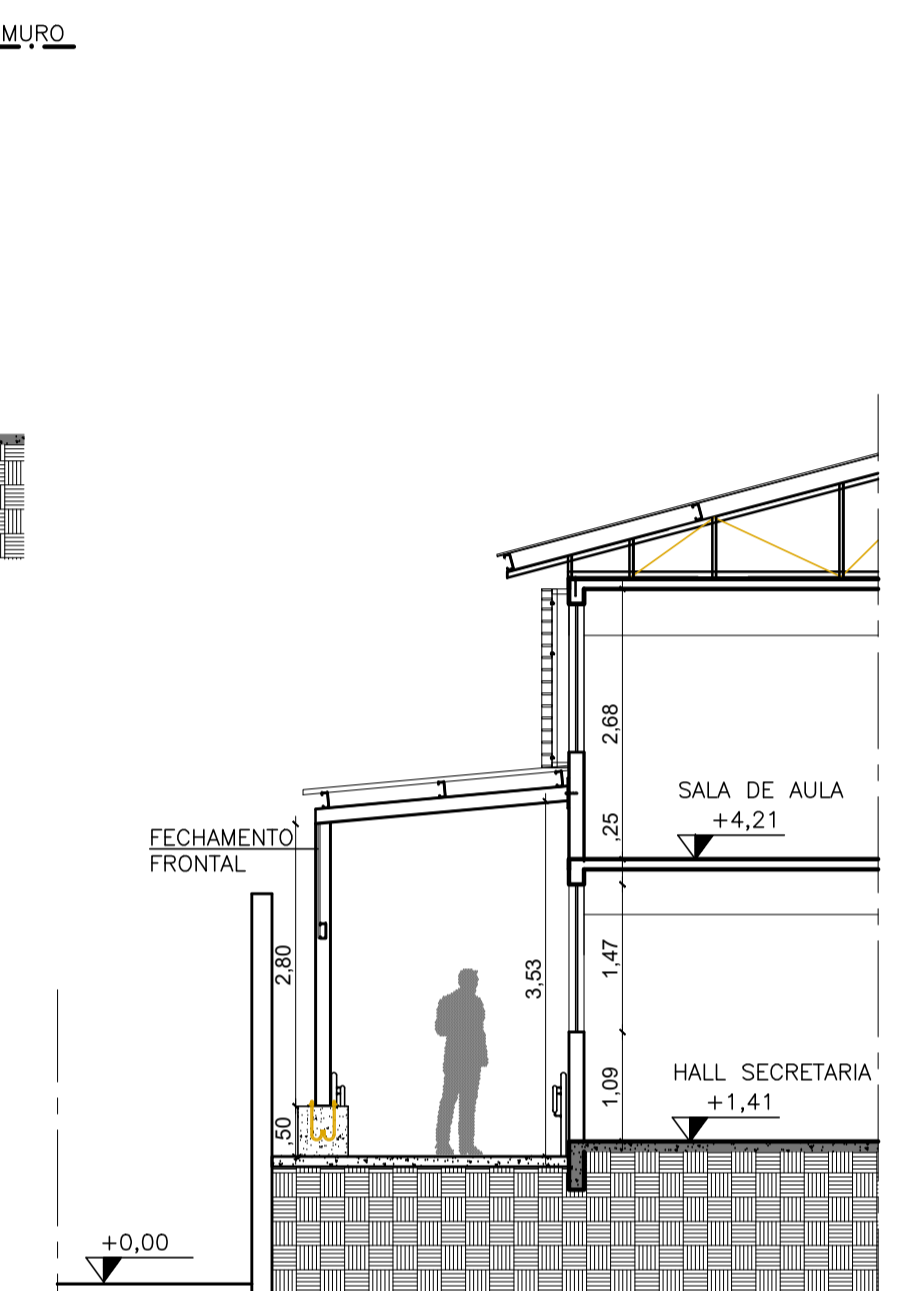 MURO
2,68
SALA DE AULA
+4,21
,25
FECHAMENTO
FRONTAL
2,80
3,53
1,47
HALL SECRETARIA
+1,41
1,09
,50
+0,00